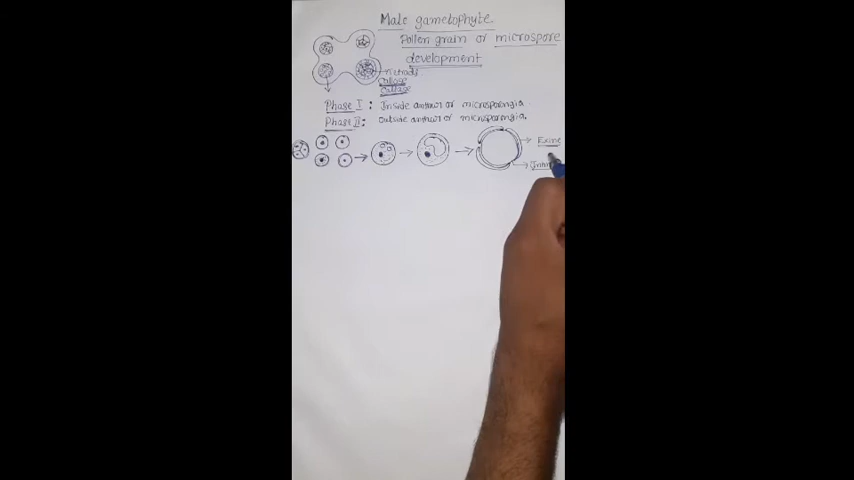 Male gametophyte
Pollen grain or microspore
development
callose
Phase I : Inside anther or microsporangia.
Phase II : Outside anther or microsporangia.
Exine